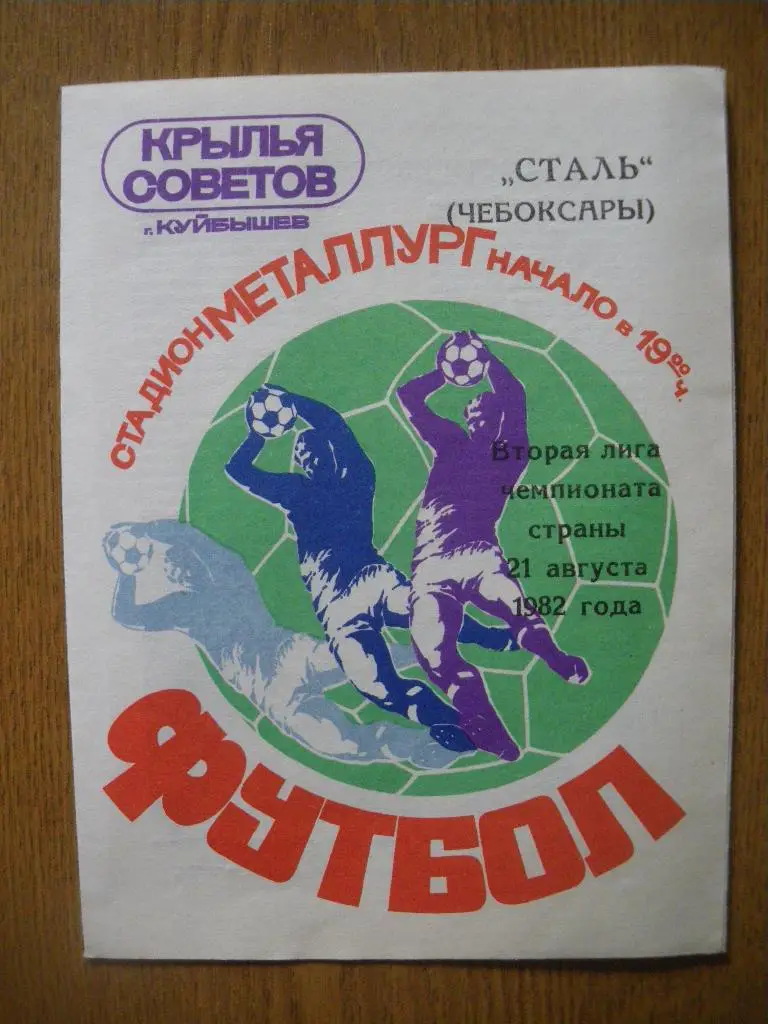 КРЫЛЬЯ
СОВЕТОВ
г. КУЙБЫШЕВ
„СТАЛЬ“
(ЧЕБОКСАРЫ)
СТАДИОН МЕТАЛЛУРГ НАЧАЛО в 19 00 ч.
Вторая лига
чемпионата
страны
21 августа
1982 года
ФУТБОЛ